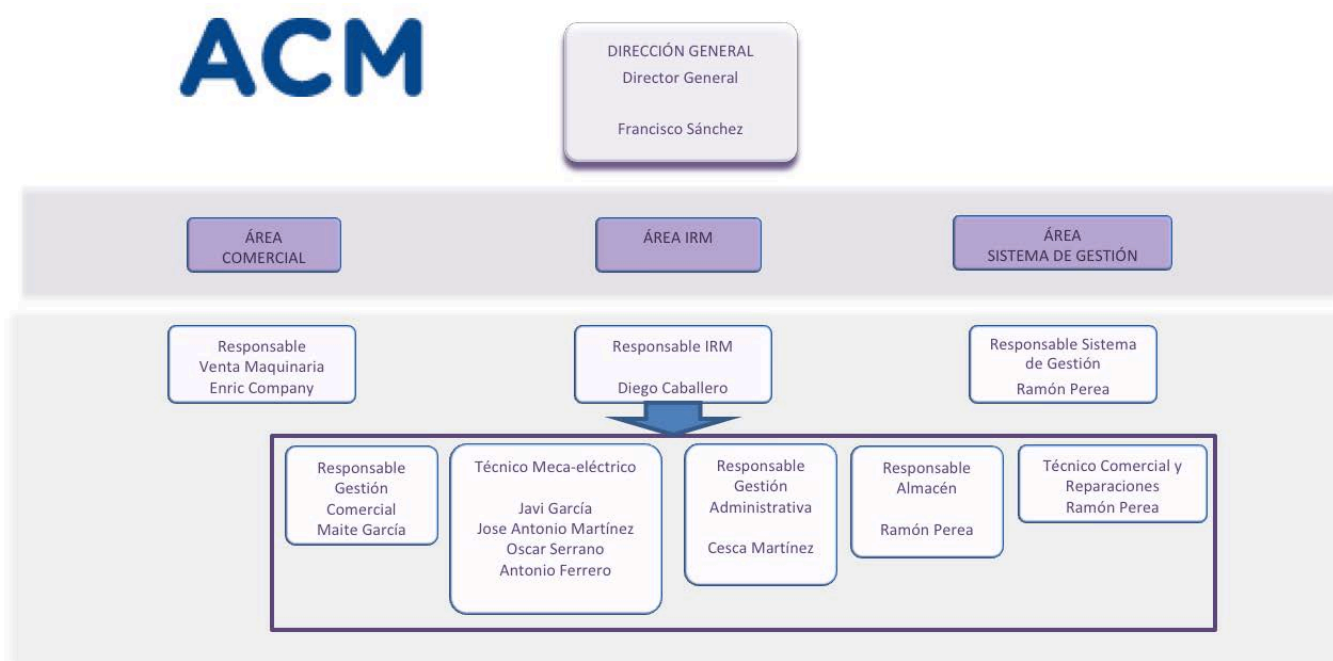 ACM
DIRECCIÓN GENERAL
Director General
Francisco Sánchez
ÁREA
COMERCIAL
ÁREA IRM
ÁREA
SISTEMA DE GESTIÓN
Responsable
Venta Maquinaria
Enric Company
Responsable IRM
Diego Caballero
Responsable Sistema
de Gestión
Ramón Perea
Responsable
Gestión
Comercial
Maite García
Técnico Meca-eléctrico
Javi García
Jose Antonio Martínez
Oscar Serrano
Antonio Ferrero
Responsable
Gestión
Administrativa
Cesca Martínez
Responsable
Almacén
Ramón Perea
Técnico Comercial y
Reparaciones
Ramón Perea